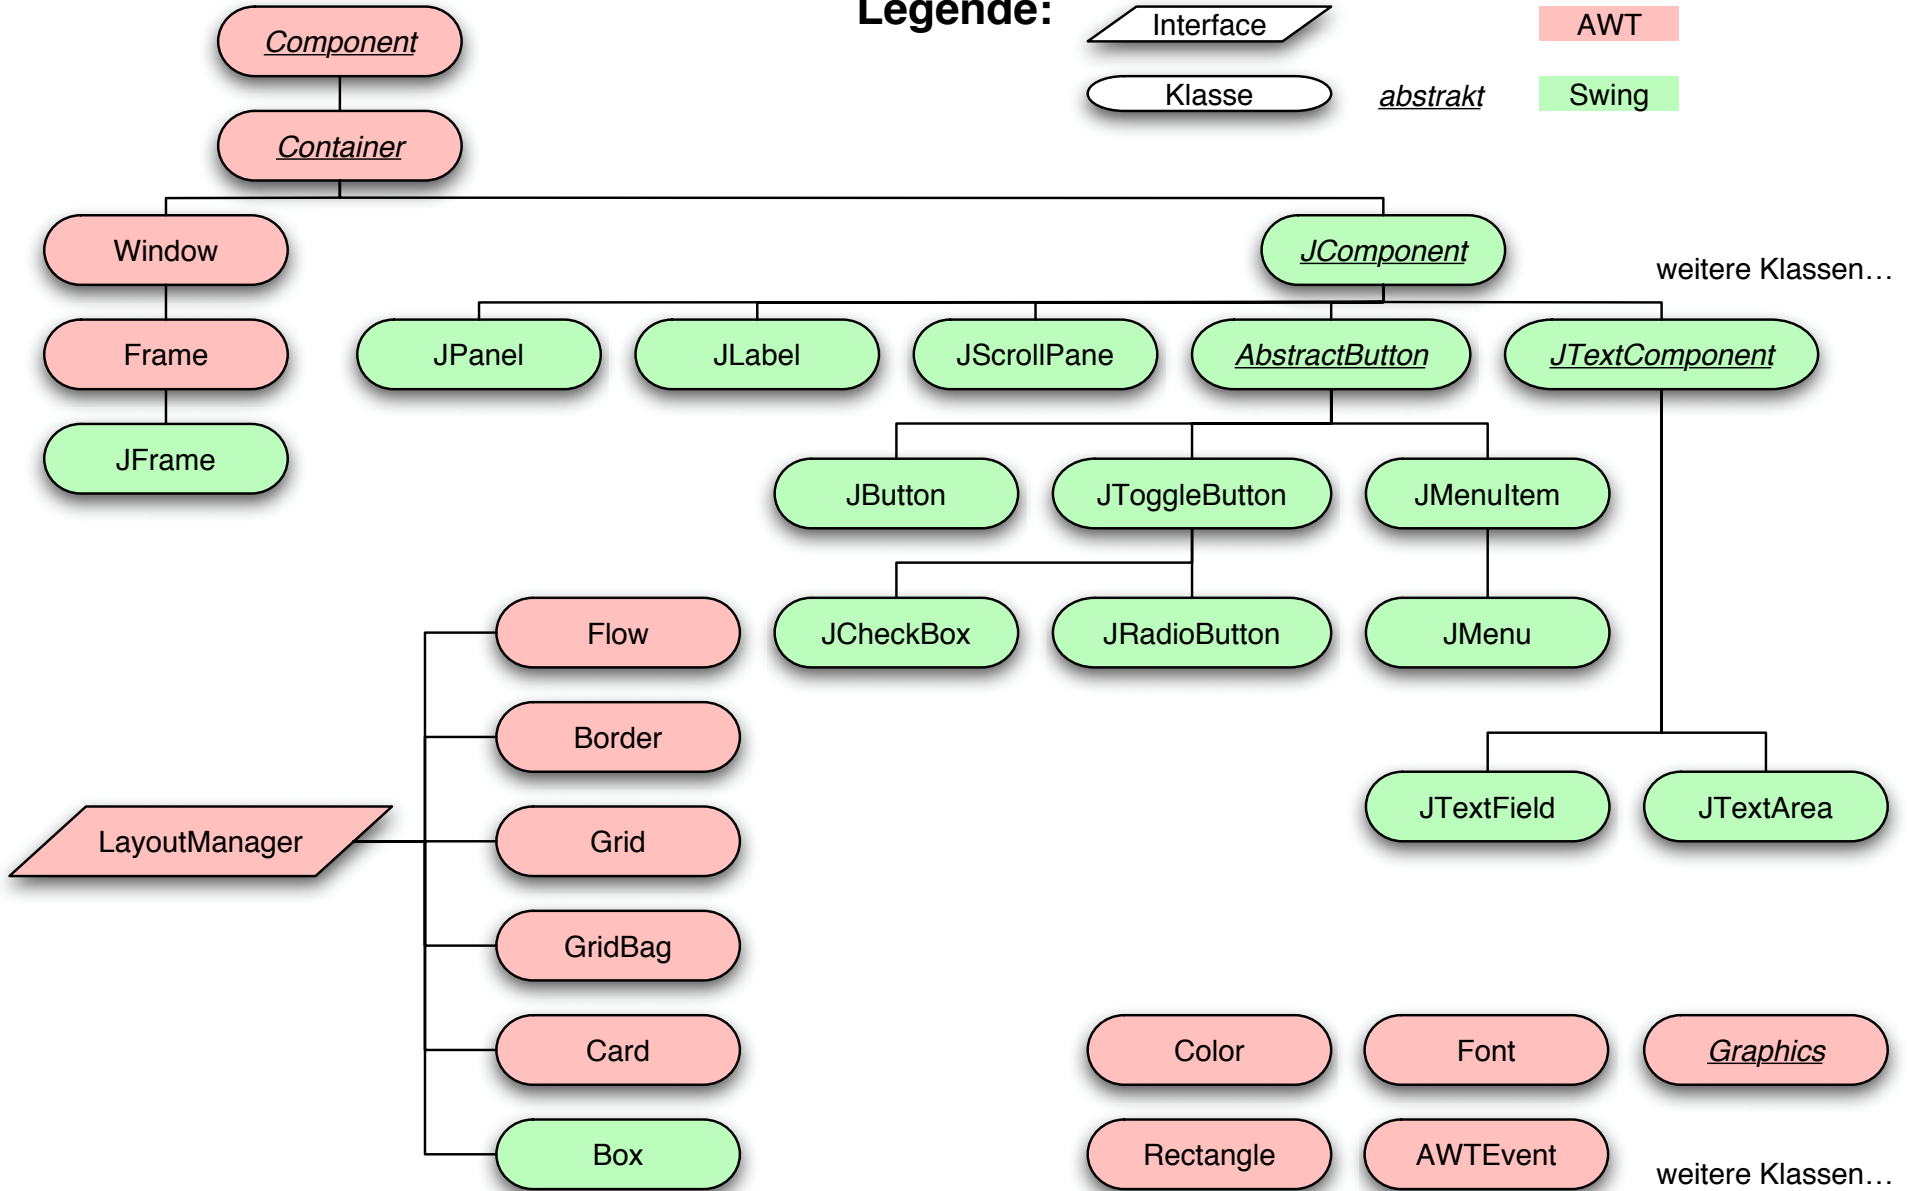 Legende:
Interface
AWT
Klasse
abstrakt
Swing
Component
Container
Window
JComponent
weitere Klassen…
Frame
JPanel
JLabel
JScrollPane
AbstractButton
JTextComponent
JFrame
JButton
JToggleButton
JMenuItem
Flow
JCheckBox
JRadioButton
JMenu
Border
LayoutManager
Grid
JTextField
JTextArea
GridBag
Card
Color
Font
Graphics
Box
Rectangle
AWTEvent
weitere Klassen…